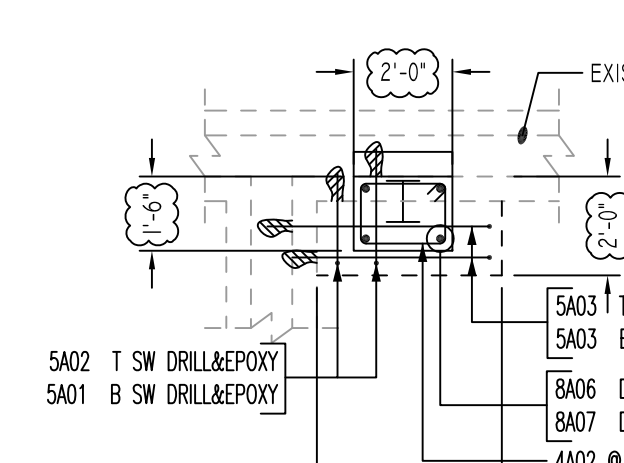 2'-0"
EXIS
1'-6"
2'-0"
5A03 T
5A03
5A02 T SW DRILL&EPOXY
5A01 B SW DRILL&EPOXY
8A06
8A07
4A02 @